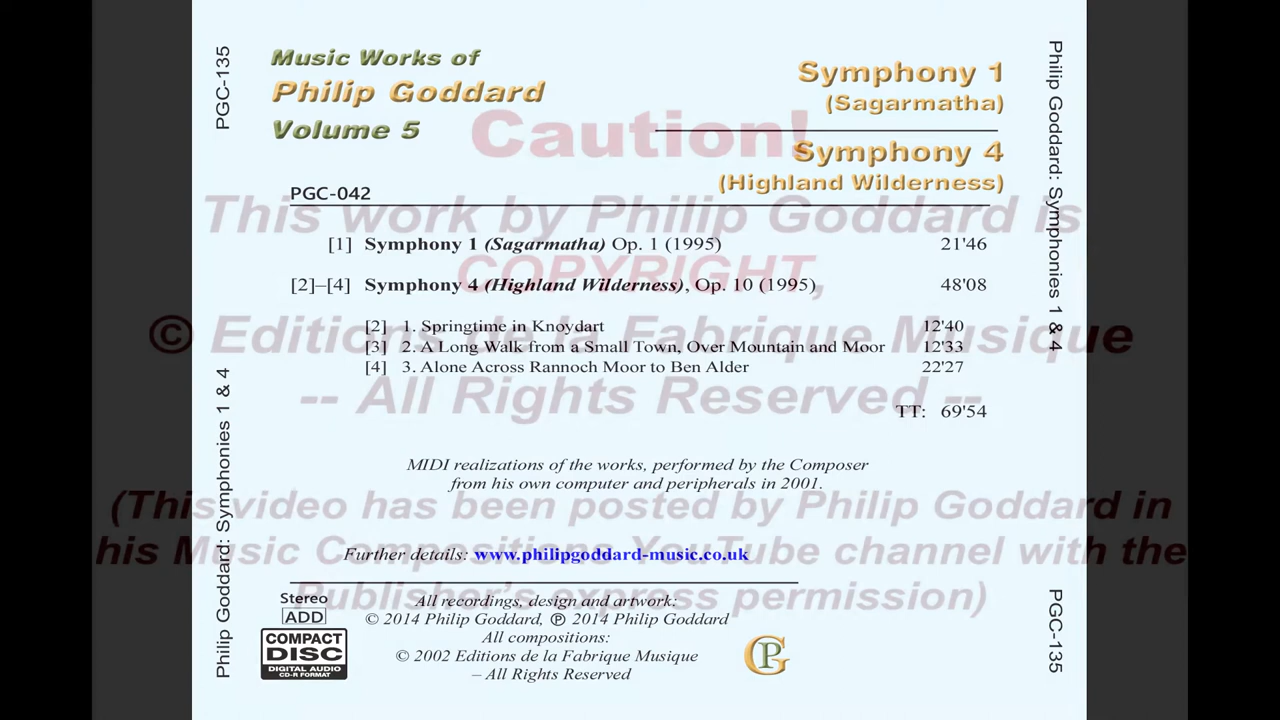 Music Works of
Philip Goddard
Volume 5
Symphony 1
(Sagarmatha)
Symphony 4
(Highland Wilderness)
PGC-042
[1] Symphony 1 (Sagarmatha) Op. 1 (1995) 21'46
[2]–[4] Symphony 4 (Highland Wilderness), Op. 10 (1995) 48'08
[2] 1. Springtime in Knoydart 12'40
[3] 2. A Long Walk from a Small Town, Over Mountain and Moor 12'33
[4] 3. Alone Across Rannoch Moor to Ben Alder 22'27
TT: 69'54
MIDI realizations of the works, performed by the Composer
from his own computer and peripherals in 2001.
Further details: www.philipgoddard-music.co.uk
Stereo
ADD
COMPACT
DISC
DIGITAL AUDIO
CD-R FORMAT
All recordings, design and artwork:
© 2014 Philip Goddard, ℗ 2014 Philip Goddard
All compositions:
© 2002 Editions de la Fabrique Musique
– All Rights Reserved
PG
PGC-135
Philip Goddard: Symphonies 1 & 4
Philip Goddard: Symphonies 1 & 4
PGC-135
Caution!
This work by Philip Goddard is
COPYRIGHT,
© Editions de la Fabrique Musique
-- All Rights Reserved --
(This video has been posted by Philip Goddard in
his Music Compositions YouTube channel with the
Publisher's express permission)